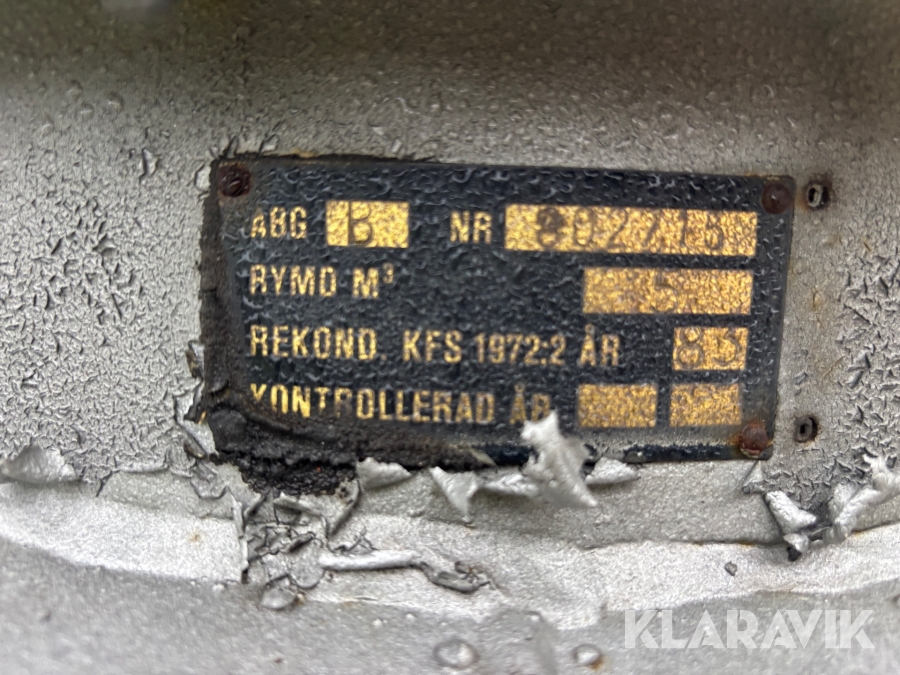 ABG B NR
RYMD M³
REKOND. KFS 1972:2 ÅR
KONTROLLERAD ÅR
KLARAVIK